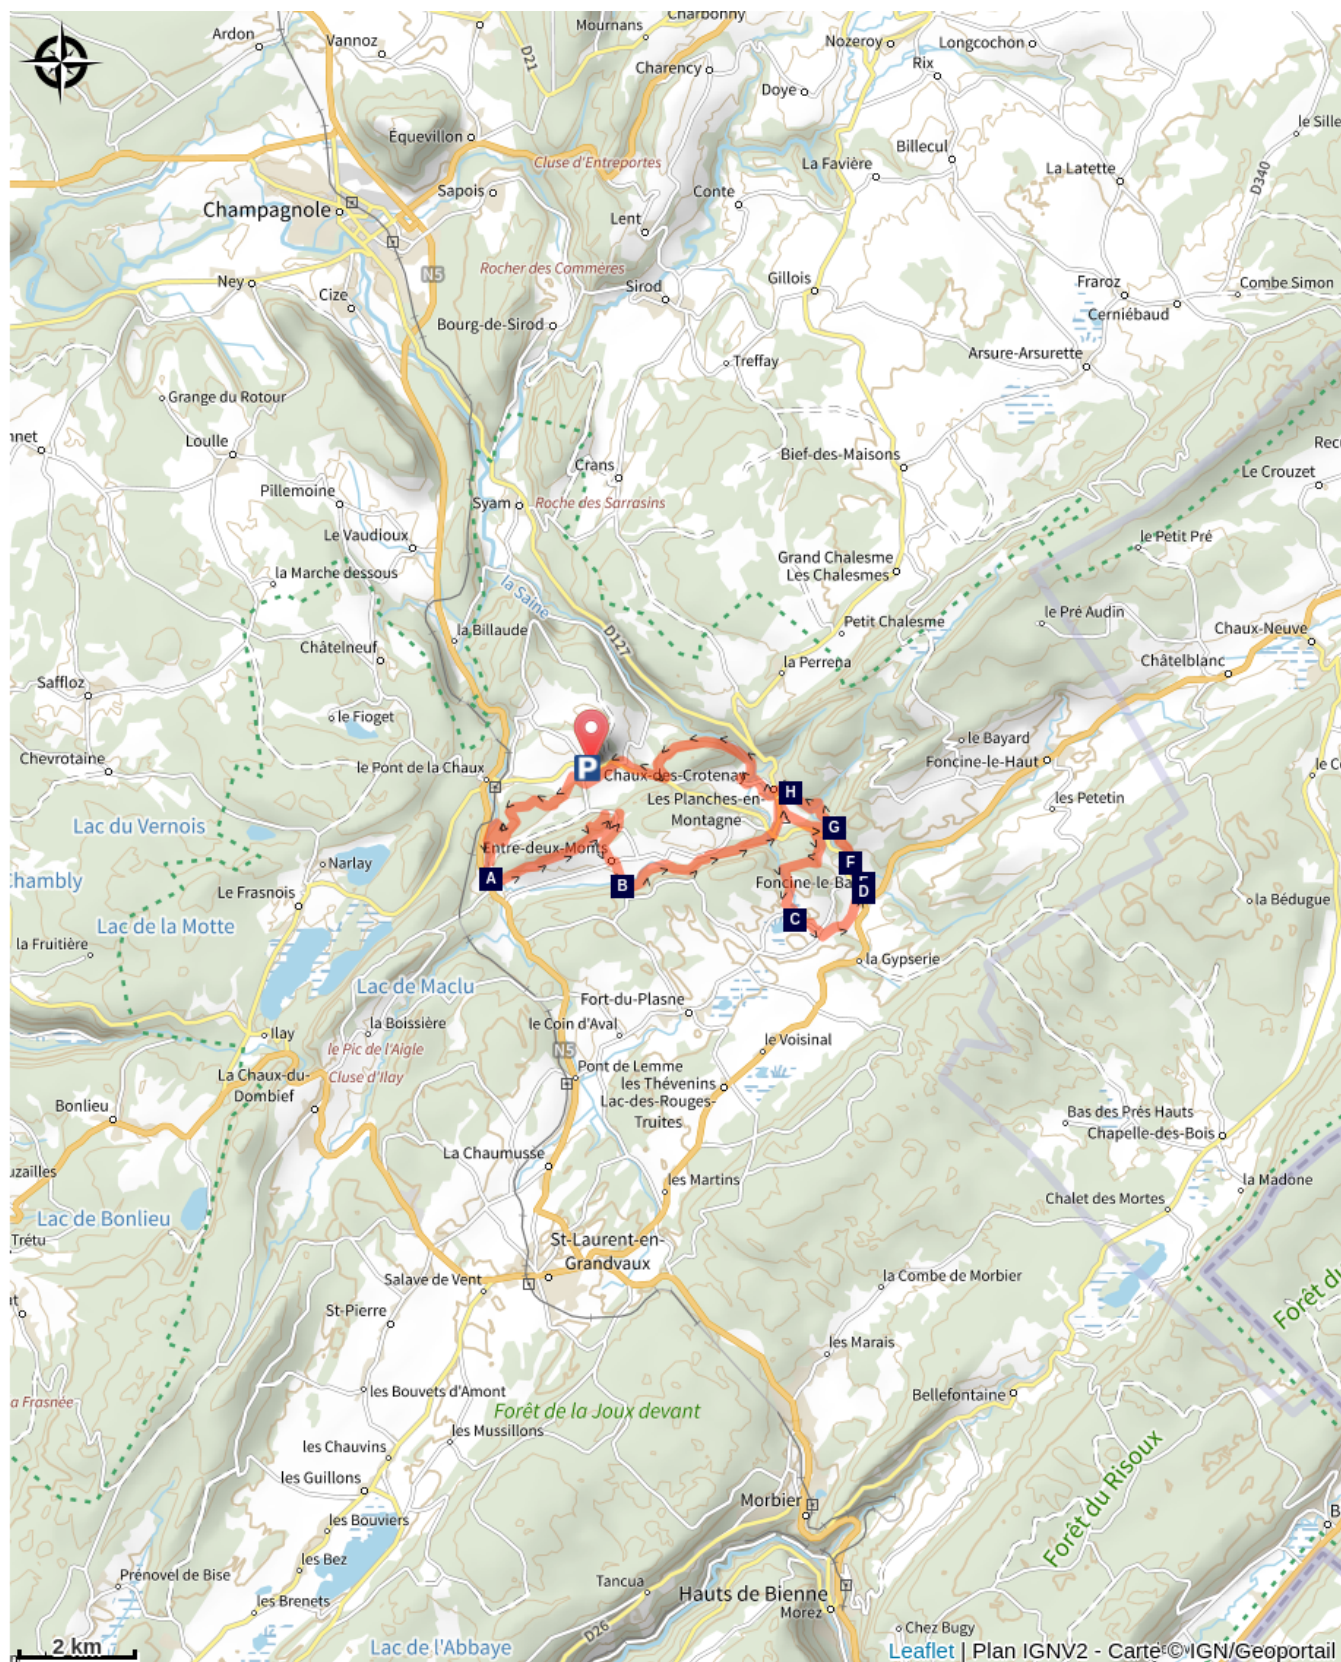 Charbonny
Ardon
Vannoz
Mournans
Nozeroy
Longcochon
D21
Charency
Rix
Doye
le Sille
Équevillon
Cluse d'Entreportes
La Favière
Billecul
La Latette
D340
Sapois
Conte
Champagnole
Lent
N5
Rocher des Commères
Ney
Cize
Sirod
Gillois
Fraroz
Combe Simon
Cerniébaud
Bourg-de-Sirod
Treffay
Arsure-Arsurette
Grange du Rotour
nnet
Loulle
Crans
Bief-des-Maisons
Le Crouzet
Pillemoine
Syam
Roche des Sarrasins
Le Vaudioux
le Petit Pré
la Marche dessous
la Saine
Grand Chalesme
Les Chalesmes
le Pré Audin
la Billaude
D127
Petit Chalesme
Chaux-Neuve
Châtelneuf
la Perrena
Châtelblanc
Saffloz
le Fioget
le Bayard
Chevrotaine
le Pont de la Chaux
P
Chaux-des-Crotenay
Foncine-le-Haut
H
Les Planches-en-
Montagne
les Petetin
Lac du Vernois
G
Entre-deux-Monts
Narlay
F
A
B
Foncine-le-Ba
D
Chambly
Le Frasnois
la Bédugue
C
Lac de la Motte
la Fruitière
la Gypserie
Lac de Maclu
Fort-du-Plasne
la Boissière
le Coin d'Aval
Ilay
le Pic de l'Aigle
N5
le Voisinal
La Chaux-du-
Dombief
Cluse d'Ilay
Pont de Lemme
les Thévenins
Lac-des-Rouges-
Truites
Bonlieu
Bas des Prés Hauts
Chapelle-des-Bois
La Chaumusse
uzailles
les Martins
la Madone
Chalet des Mortes
Lac de Bonlieu
Trétu
St-Laurent-en-
Grandvaux
Salave de Vent
la Combe de Morbier
St-Pierre
Forêt du
les Marais
a Frasnée
les Bouvets d'Amont
Bellefontaine
Forêt de la Joux devant
les Mussillons
les Chauvins
les Guillons
Forêt du Risoux
Morbier
les Bouviers
les Bez
Prénovel de Bise
Tancua
Hauts de Bienne
les Brenets
Morez
D26
Chez Bugy
2 km
Lac de l'Abbaye
Leaflet | Plan IGNV2 - Carte © IGN/Geoportail